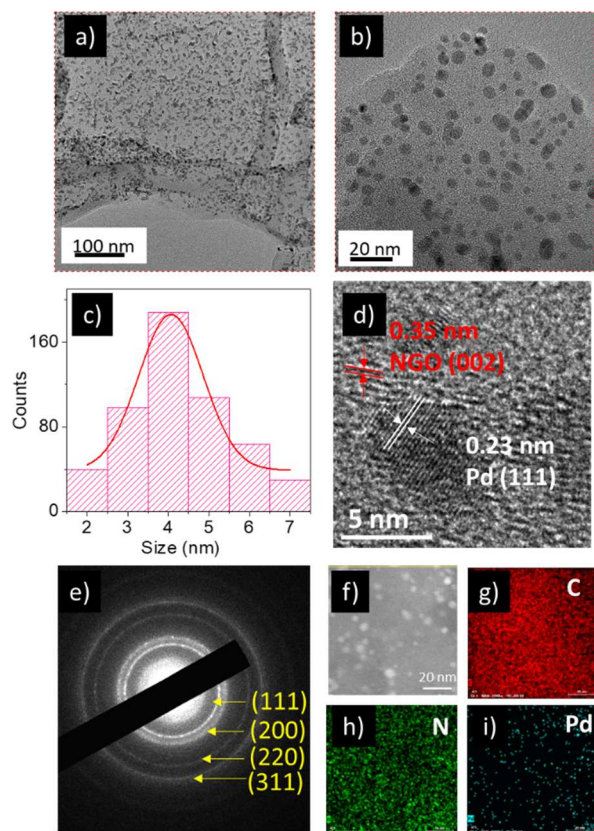 a)
100 nm
b)
20 nm
c)
Counts
160
80
0
2 3 4 5 6 7
Size (nm)
d)
0.35 nm
NGO (002)
0.23 nm
Pd (111)
5 nm
e)
(111)
(200)
(220)
(311)
f)
20 nm
g)
C
h)
N
i)
Pd